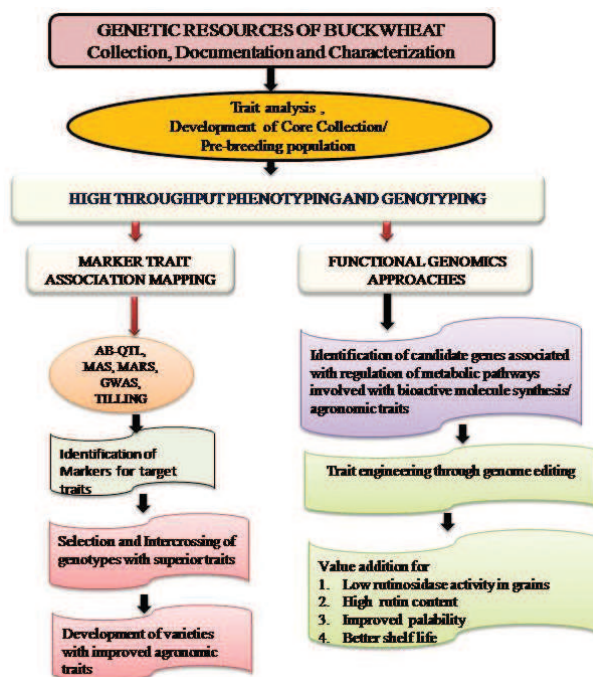 GENETIC RESOURCES OF BUCKWHEAT
Collection, Documentation and Characterization
Trait analysis ,
Development of Core Collection/
Pre-breeding population
HIGH THROUGHPUT PHENOTYPING AND GENOTYPING
MARKER TRAIT
ASSOCIATION MAPPING
AB-QTL,
MAS, MARS,
GWAS,
TILLING
Identification of
Markers for target
traits
Selection and Intercrossing of
genotypes with superior traits
Development of varieties
with improved agronomic
traits
FUNCTIONAL GENOMICS
APPROACHES
Identification of candidate genes associated
with regulation of metabolic pathways
involved with bioactive molecule synthesis/
agronomic traits
Trait engineering through genome editing
Value addition for
1. Low rutinosidase activity in grains
2. High rutin content
3. Improved palability
4. Better shelf life